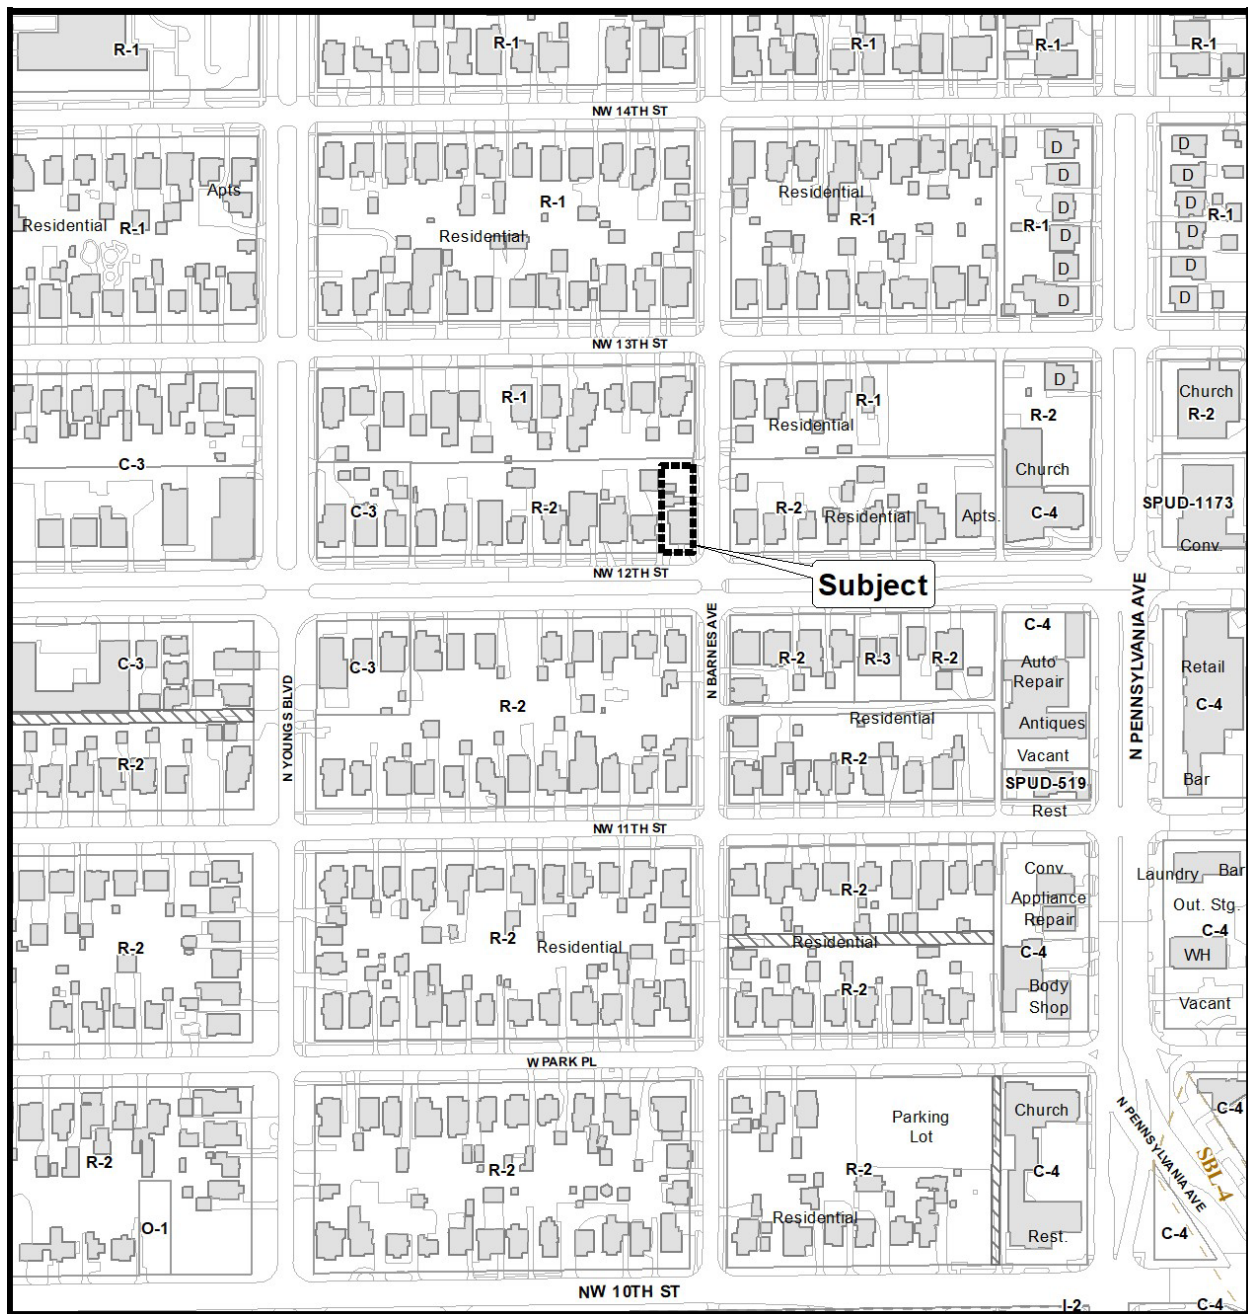 R-1
R-1
R-1
R-1
R-1
NW 14TH ST
D
D
D
D
D
D
D
D
D
D
D
D
Apts
Residential
R-1
R-1
Residential
Residential
R-1
R-1
R-1
NW 13TH ST
R-1
R-1
Residential
D
R-2
Church
R-2
C-3
Church
C-3
R-2
R-2
Residential
Apts.
C-4
SPUD-1173
Conv.
NW 12TH ST
Subject
N YOUNGS BLVD
N BARNES AVE
N PENNSYLVANIA AVE
C-3
C-3
R-2
R-2
R-3
R-2
C-4
Auto
Repair
Retail
C-4
Residential
Antiques
R-2
R-2
Vacant
SPUD-519
Bar
Rest
NW 11TH ST
R-2
Conv.
Appliance
Repair
Laundry
Bar
Out. Stg.
C-4
R-2
R-2
Residential
Residential
C-4
WH
R-2
Body
Shop
Vacant
W PARK PL
Parking
Lot
Church
C-4
N PENNSYLVANIA AVE
SBL-4
R-2
R-2
R-2
C-4
O-1
Residential
Rest.
C-4
NW 10TH ST
I-2
C-4